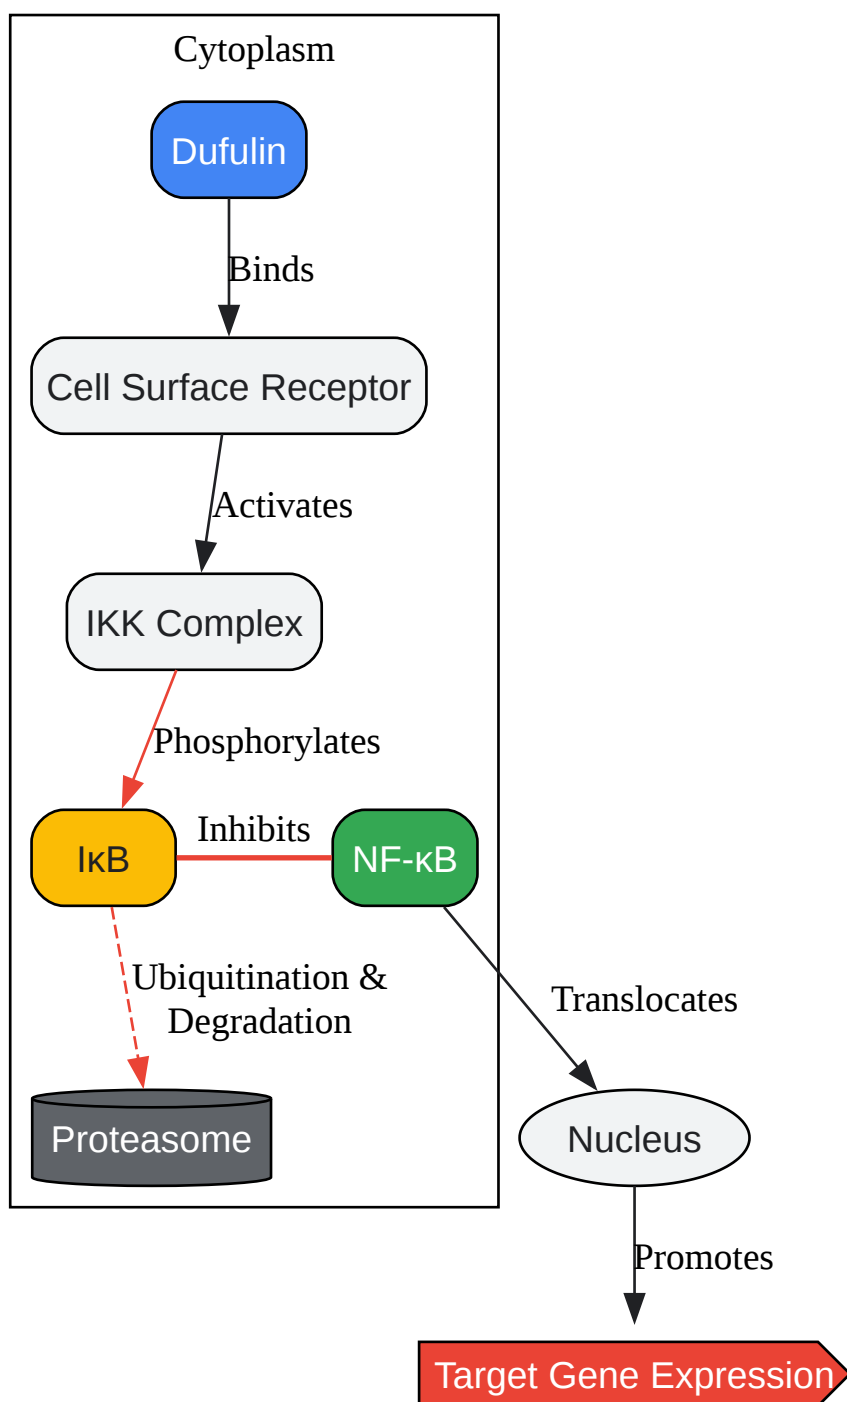 Cytoplasm
Dufulin
Binds
Cell Surface Receptor
Activates
IKK Complex
Phosphorylates
Inhibits
IκB
NF-κB
Ubiquitination &
Degradation
Translocates
Proteasome
Nucleus
Promotes
Target Gene Expression